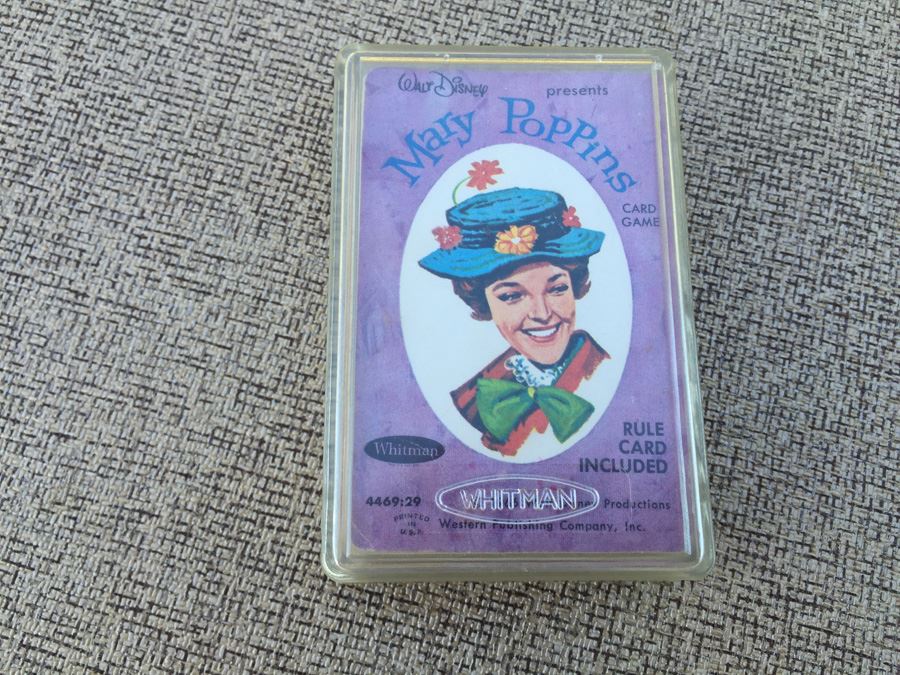 WALT DISNEY presents
Mary Poppins
CARD
GAME
RULE
CARD
INCLUDED
Whitman
4469:29
WHITMAN
Productions
PRINTED
IN
U.S.A.
Western Publishing Company, Inc.